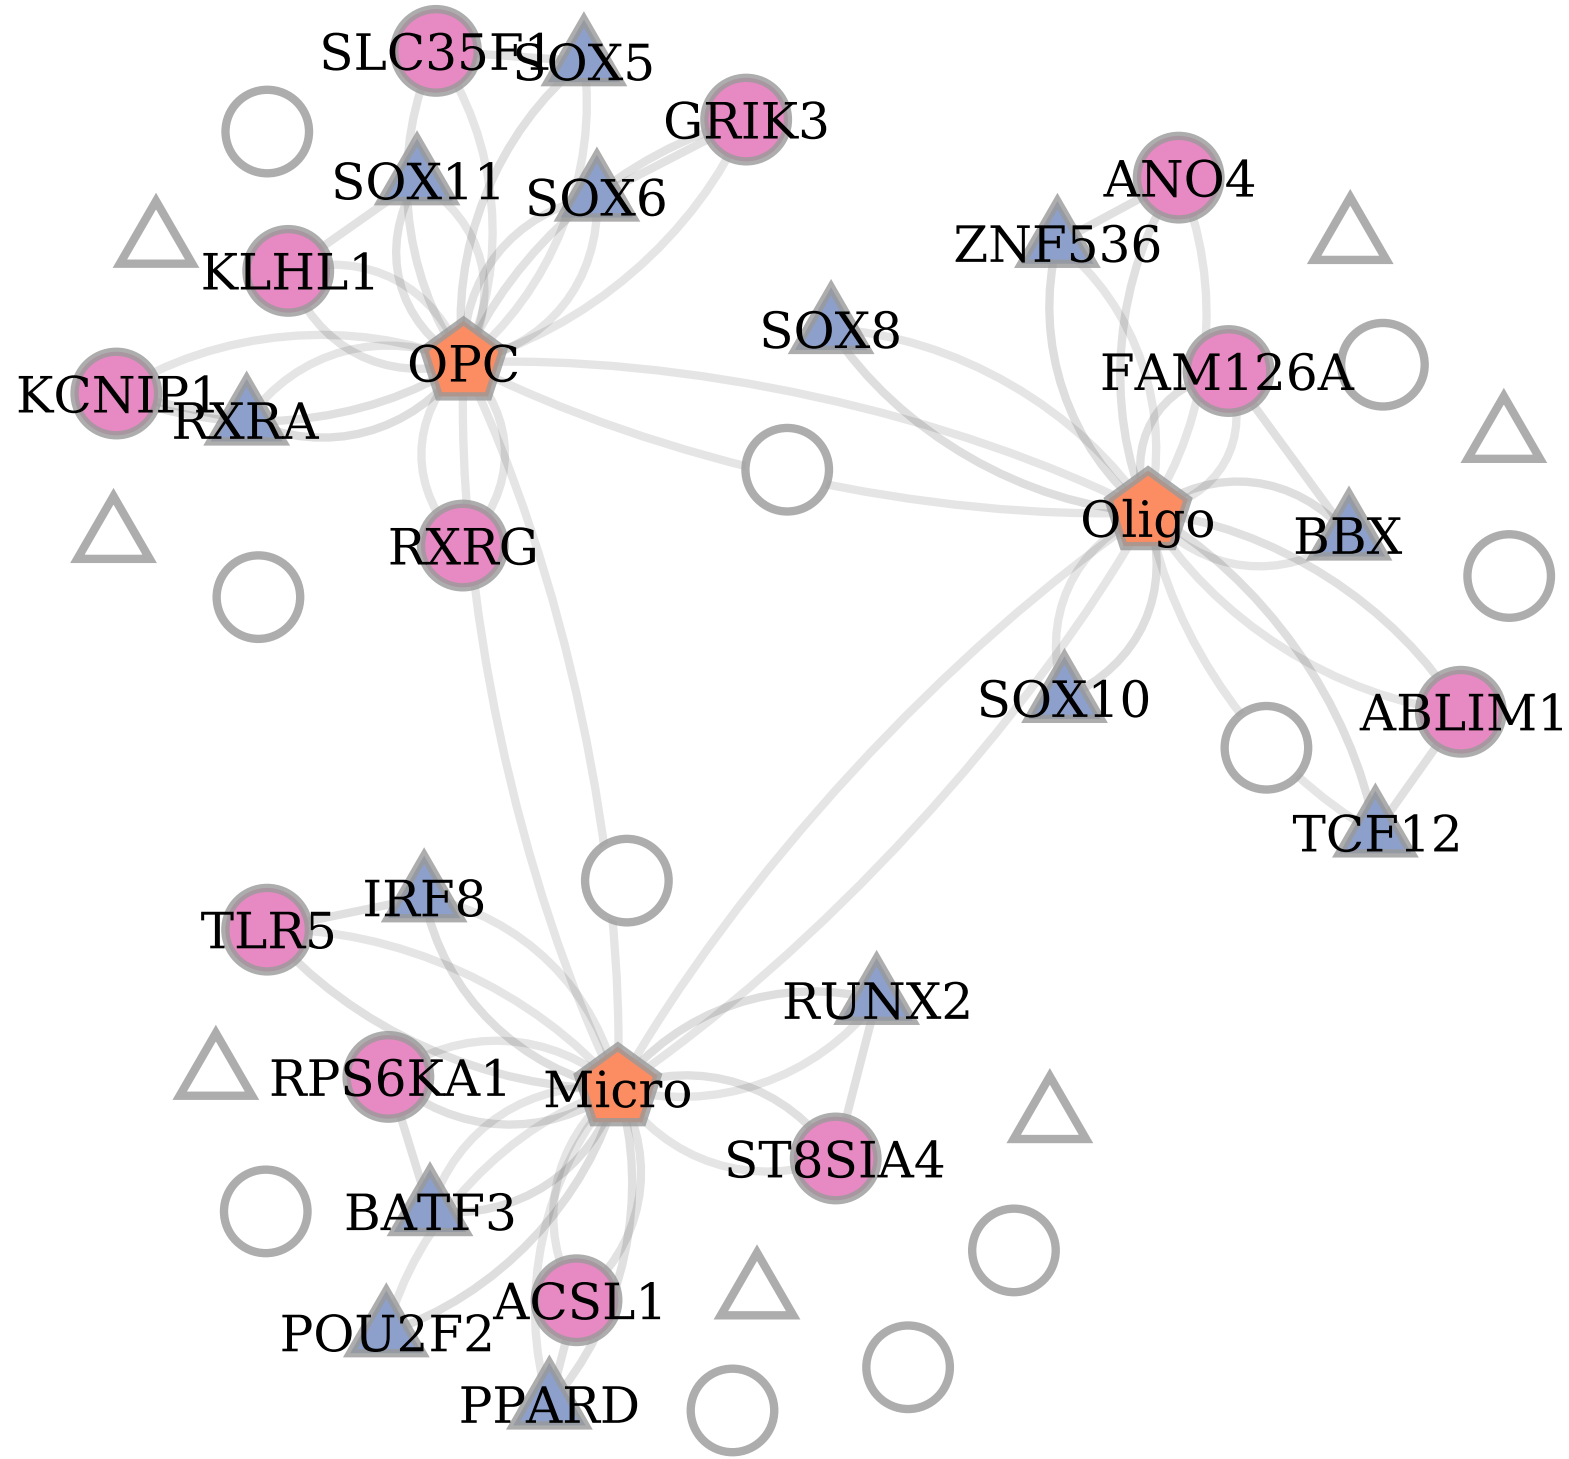 SLC35F1
SOX5
GRIK3
SOX11
SOX6
ANO4
ZNF536
KLHL1
SOX8
OPC
FAM126A
KCNIP1
RXRA
Oligo
BBX
RXRG
SOX10
ABLIM1
TCF12
IRF8
TLR5
RUNX2
RPS6KA1
Micro
ST8SIA4
BATF3
ACSL1
POU2F2
PPARD